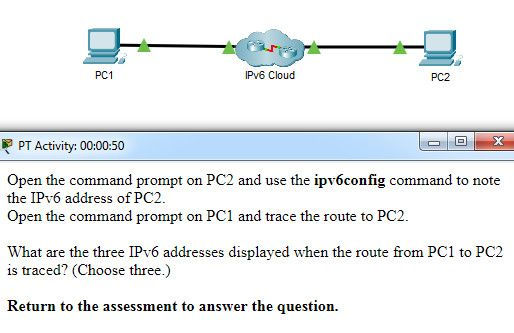 PC1 IPv6 Cloud PC2
PT Activity: 00:00:50
Open the command prompt on PC2 and use the ipv6config command to note
the IPv6 address of PC2.
Open the command prompt on PC1 and trace the route to PC2.
What are the three IPv6 addresses displayed when the route from PC1 to PC2
is traced? (Choose three.)
Return to the assessment to answer the question.